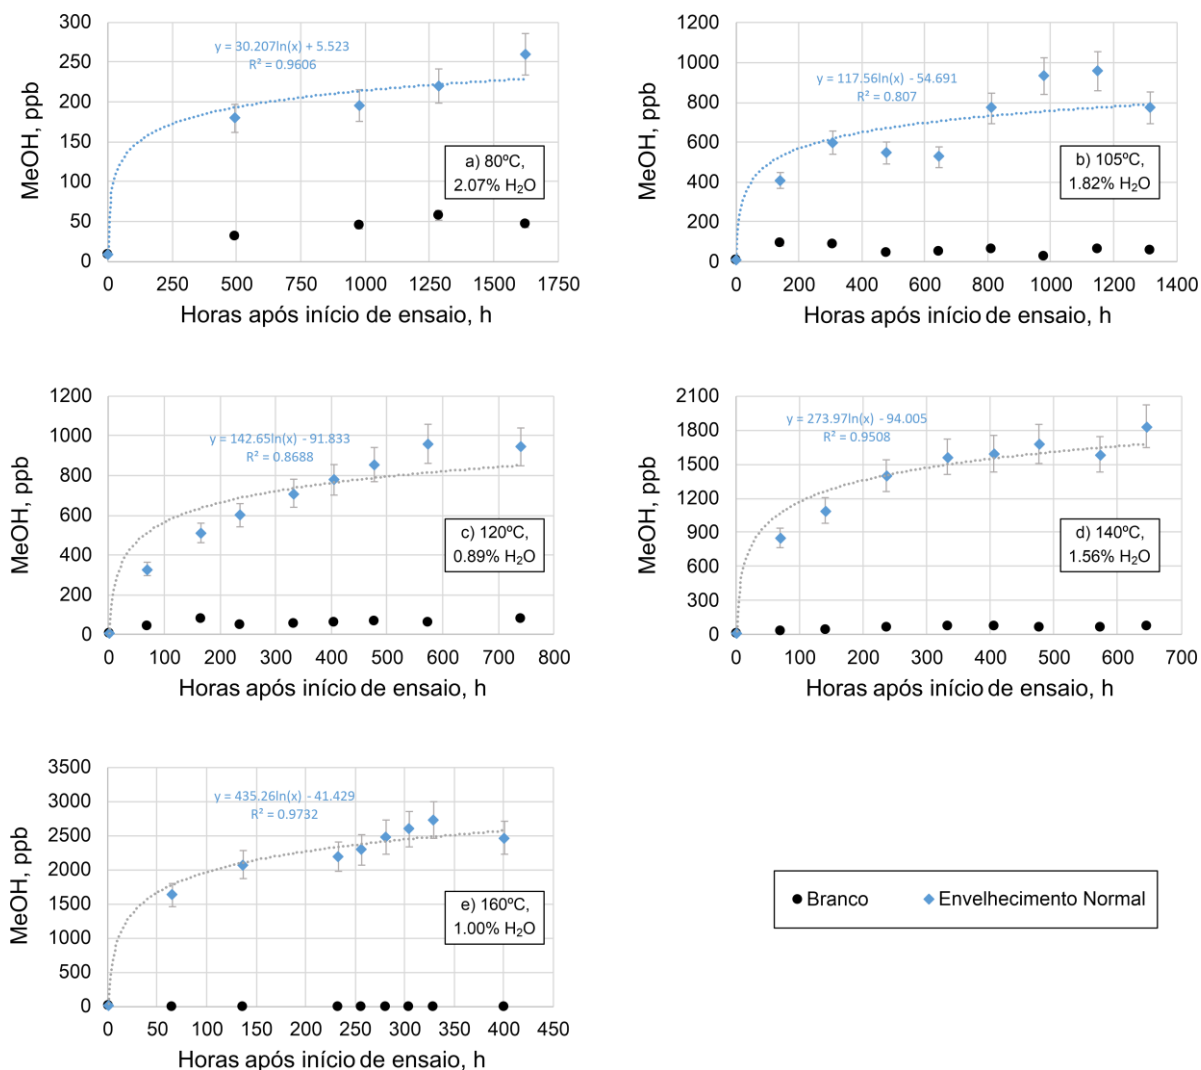 300
250
200
150
100
50
0
MeOH, ppb
y = 30.207ln(x) + 5.523
R² = 0.9606
a) 80ºC,
2.07% H₂O
0 250 500 750 1000 1250 1500 1750
Horas após início de ensaio, h
1200
1000
800
600
400
200
0
MeOH, ppb
y = 117.56ln(x) - 54.691
R² = 0.807
b) 105ºC,
1.82% H₂O
0 200 400 600 800 1000 1200 1400
Horas após início de ensaio, h
1200
1000
800
600
400
200
0
MeOH, ppb
y = 142.65ln(x) - 91.833
R² = 0.8688
c) 120ºC,
0.89% H₂O
0 100 200 300 400 500 600 700 800
Horas após início de ensaio, h
2100
1800
1500
1200
900
600
300
0
MeOH, ppb
y = 273.97ln(x) - 94.005
R² = 0.9508
d) 140ºC,
1.56% H₂O
0 100 200 300 400 500 600 700
Horas após início de ensaio, h
3500
3000
2500
2000
1500
1000
500
0
MeOH, ppb
y = 435.26ln(x) - 41.429
R² = 0.9732
e) 160ºC,
1.00% H₂O
0 50 100 150 200 250 300 350 400 450
Horas após início de ensaio, h
Branco Envelhecimento Normal